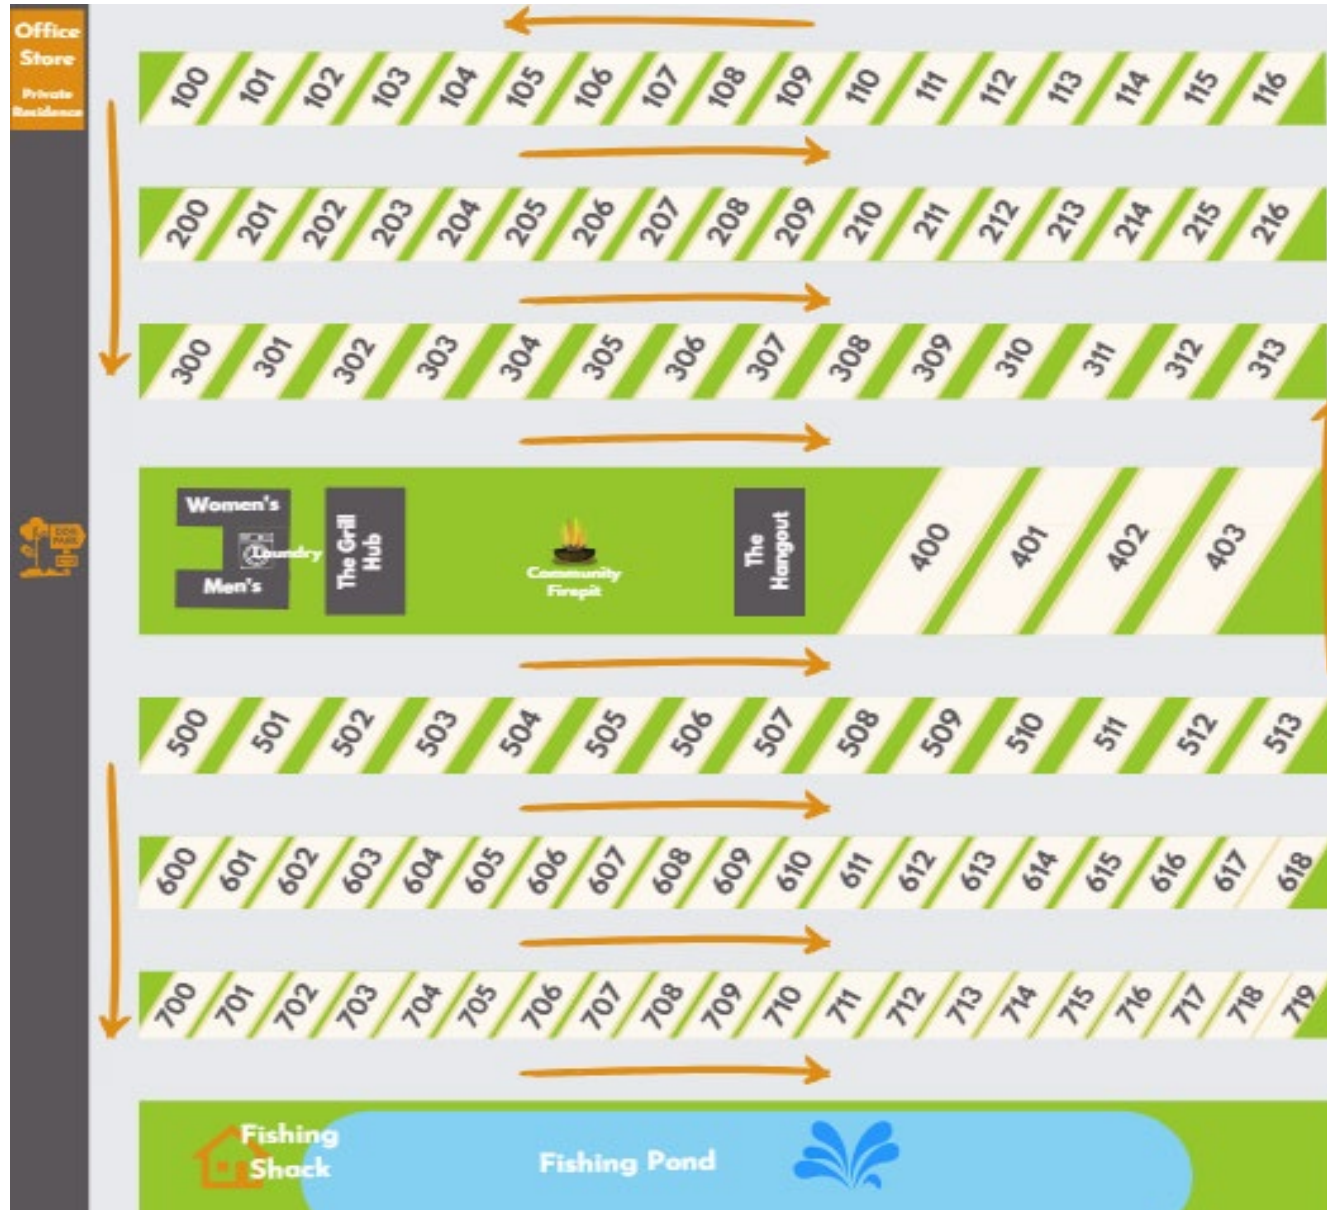 Office
Store
Private
Residence
100 101 102 103 104 105 106 107 108 109 110 111 112 113 114 115 116
200 201 202 203 204 205 206 207 208 209 210 211 212 213 214 215 216
300 301 302 303 304 305 306 307 308 309 310 311 312 313
Women's
Laundry
Men's
The Grill
Hub
Community
Firepit
The
Hangout
400 401 402 403
DOG
PARK
500 501 502 503 504 505 506 507 508 509 510 511 512 513
600 601 602 603 604 605 606 607 608 609 610 611 612 613 614 615 616 617 618
700 701 702 703 704 705 706 707 708 709 710 711 712 713 714 715 716 717 718 719
Fishing
Shack
Fishing Pond